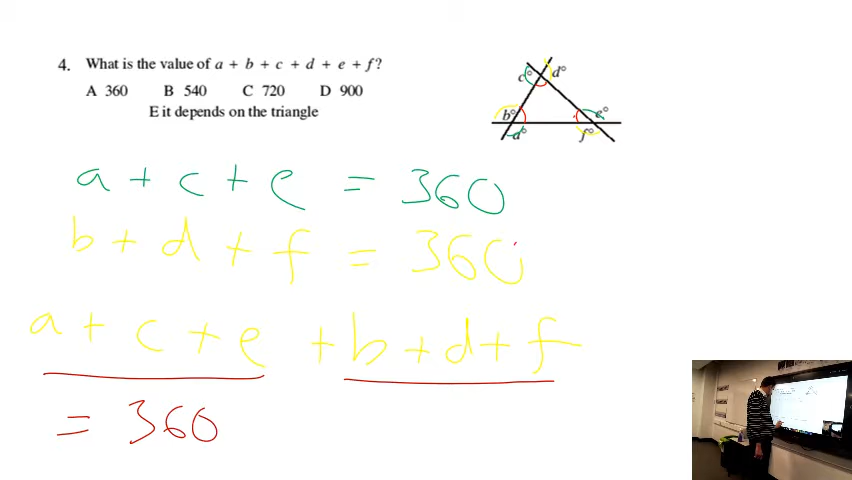 4. What is the value of a + b + c + d + e + f?
A 360 B 540 C 720 D 900
E it depends on the triangle
c° d°
b° e°
a° f°
a + c + e = 360
b + d + f = 360
a + c + e + b + d + f
= 360